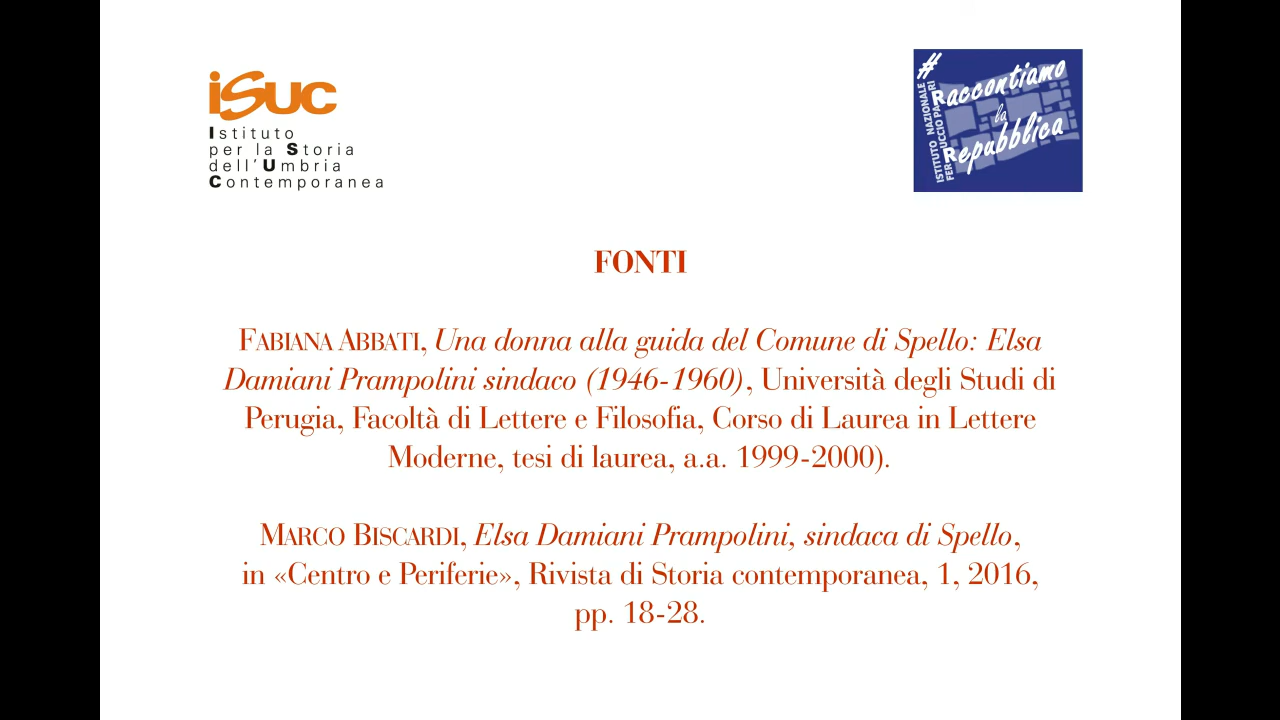 iSUC
Istituto
per la Storia
dell'Umbria
Contemporanea
#Raccontiamo
la
Repubblica
ISTITUTO NAZIONALE
FERRUCCIO PARRI
FONTI
FABIANA ABBATI, Una donna alla guida del Comune di Spello: Elsa
Damiani Prampolini sindaco (1946-1960), Università degli Studi di
Perugia, Facoltà di Lettere e Filosofia, Corso di Laurea in Lettere
Moderne, tesi di laurea, a.a. 1999-2000).
MARCO BISCARDI, Elsa Damiani Prampolini, sindaca di Spello,
in «Centro e Periferie», Rivista di Storia contemporanea, 1, 2016,
pp. 18-28.